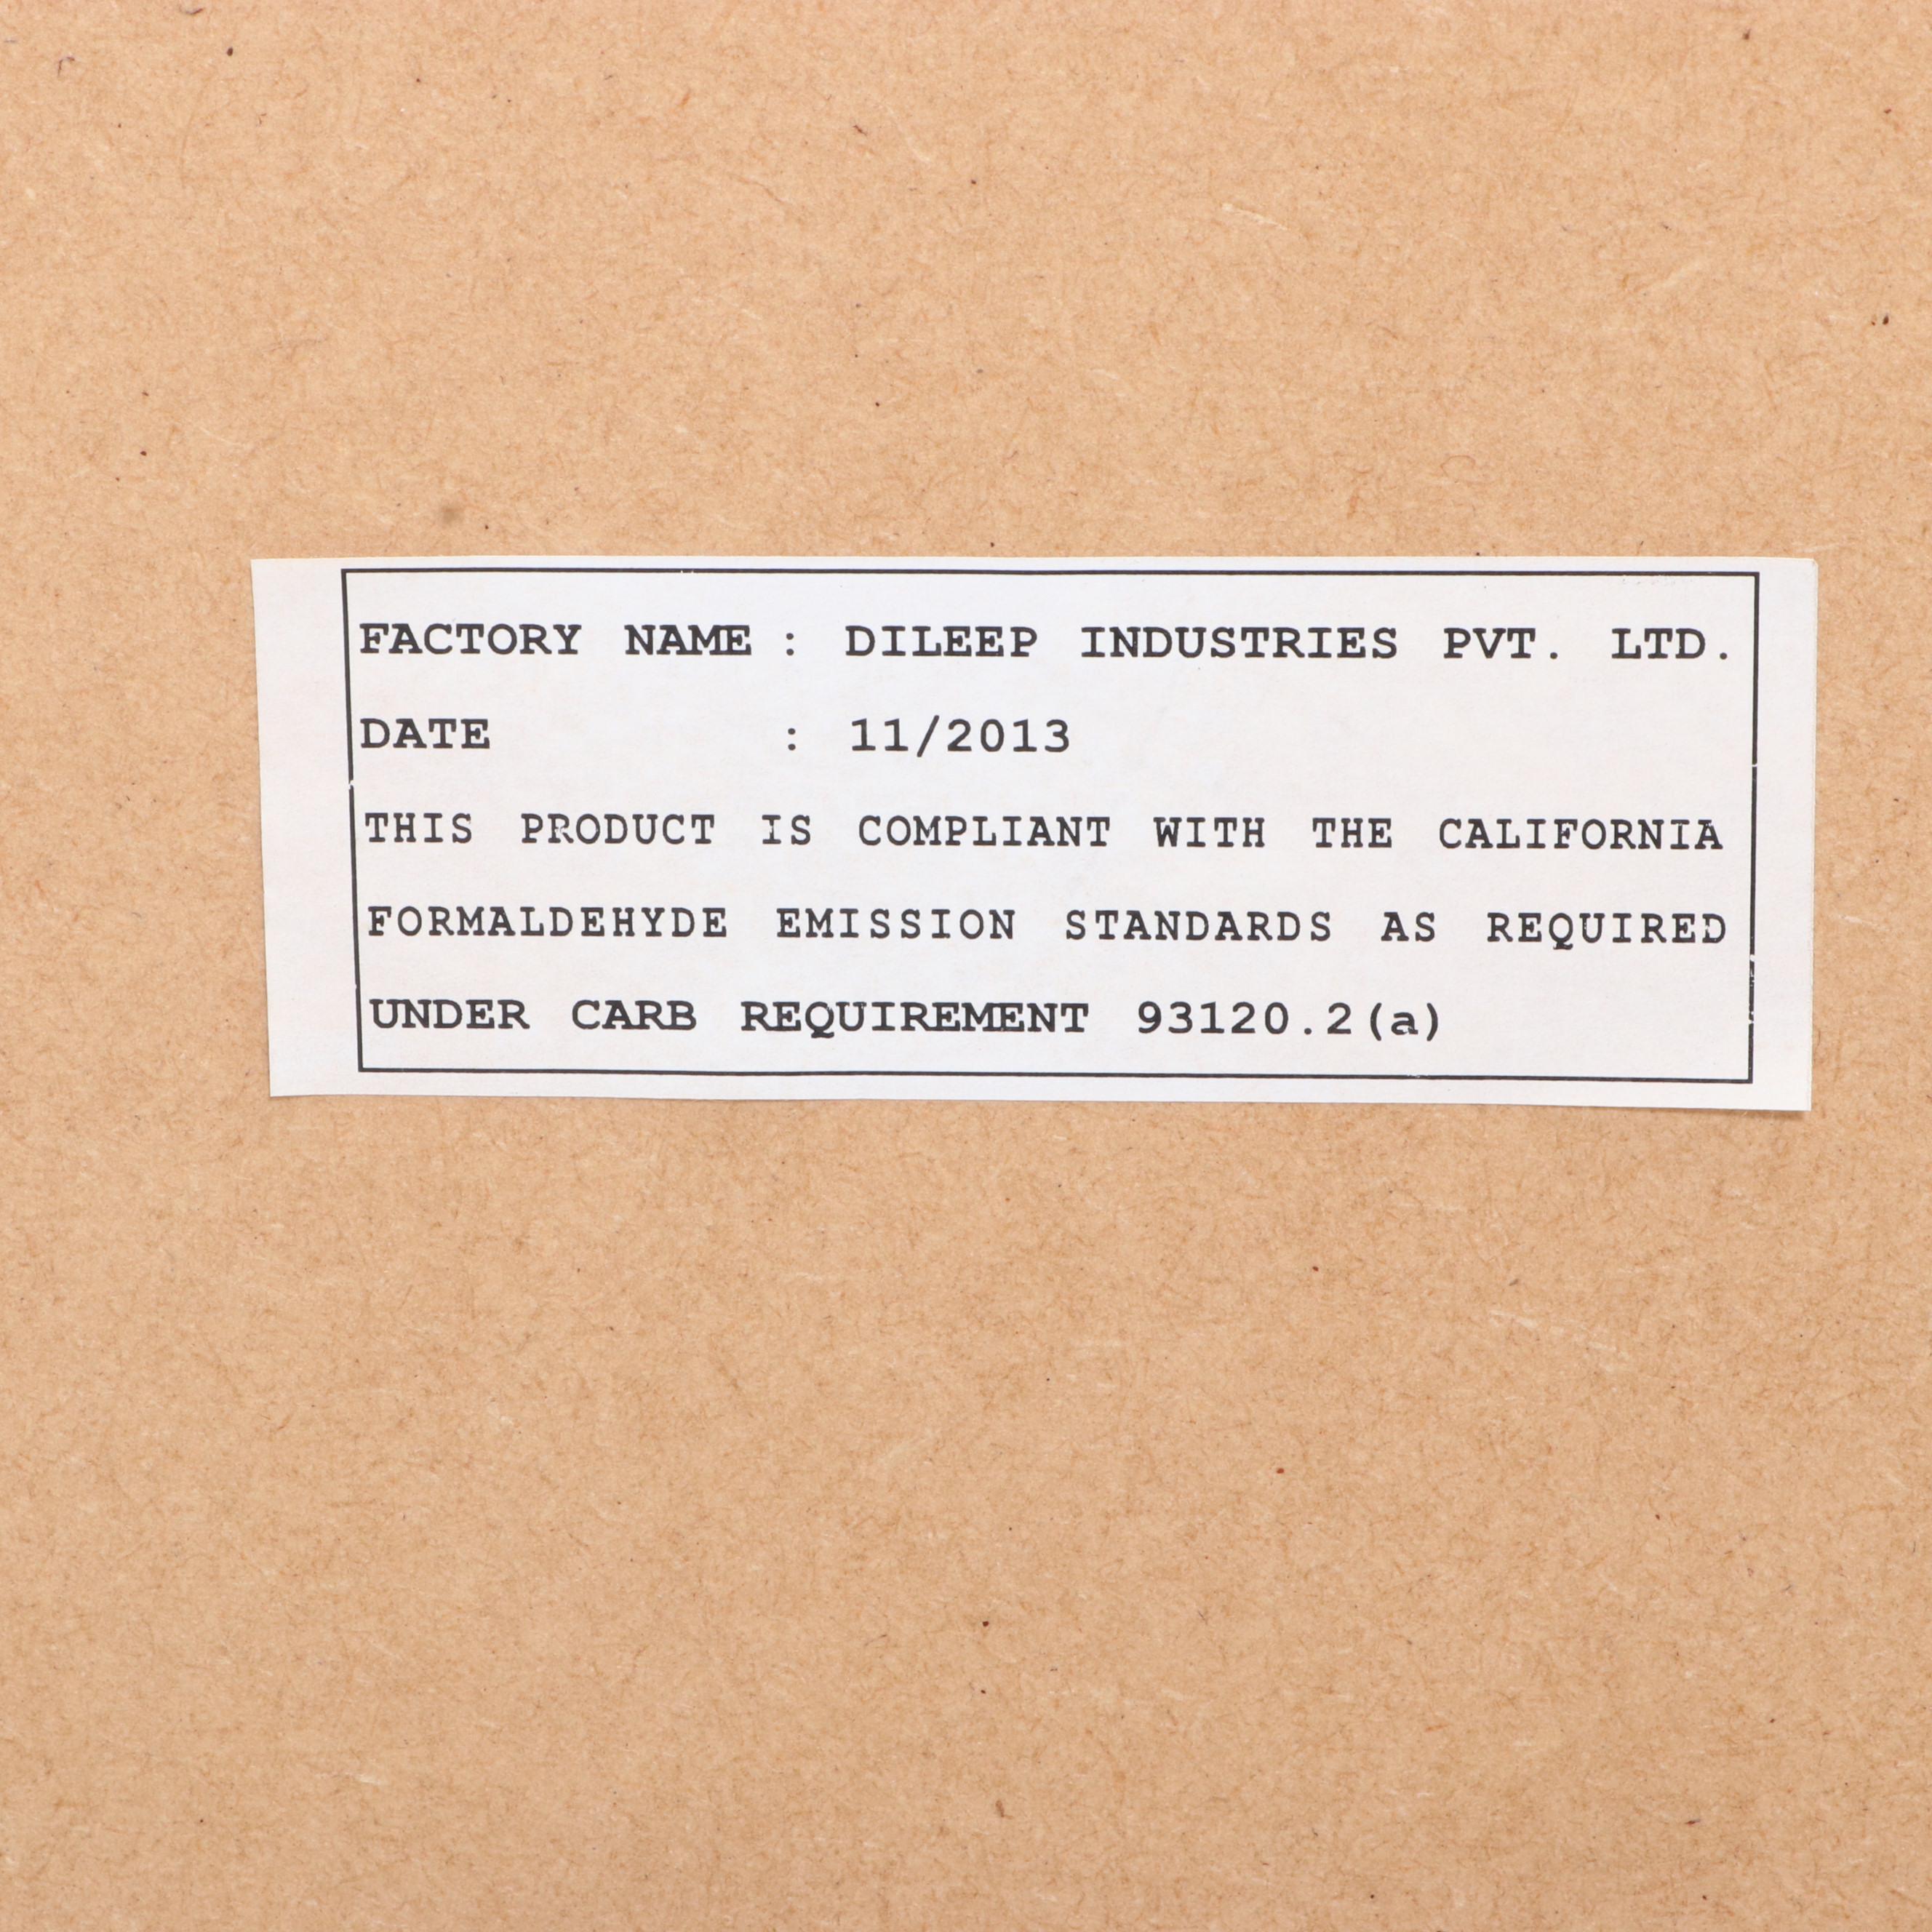 FACTORY NAME : DILEEP INDUSTRIES PVT. LTD.
DATE : 11/2013
THIS PRODUCT IS COMPLIANT WITH THE CALIFORNIA
FORMALDEHYDE EMISSION STANDARDS AS REQUIRED
UNDER CARB REQUIREMENT 93120.2(a)